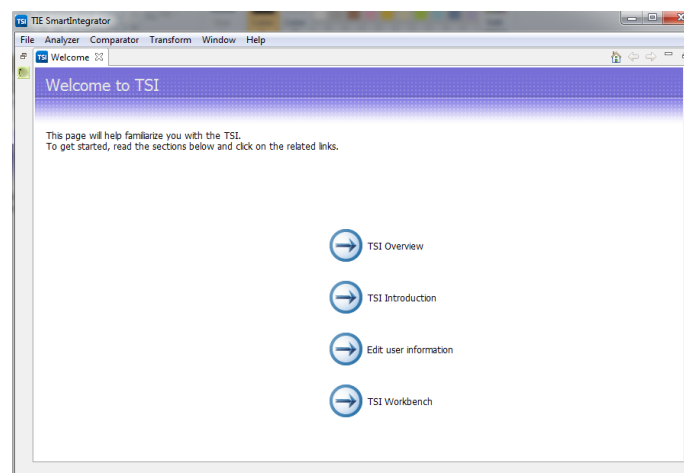 TSI TIE SmartIntegrator
File Analyzer Comparator Transform Window Help
TSI Welcome
Welcome to TSI
This page will help familiarize you with the TSI.
To get started, read the sections below and click on the related links.
TSI Overview
TSI Introduction
Edit user information
TSI Workbench